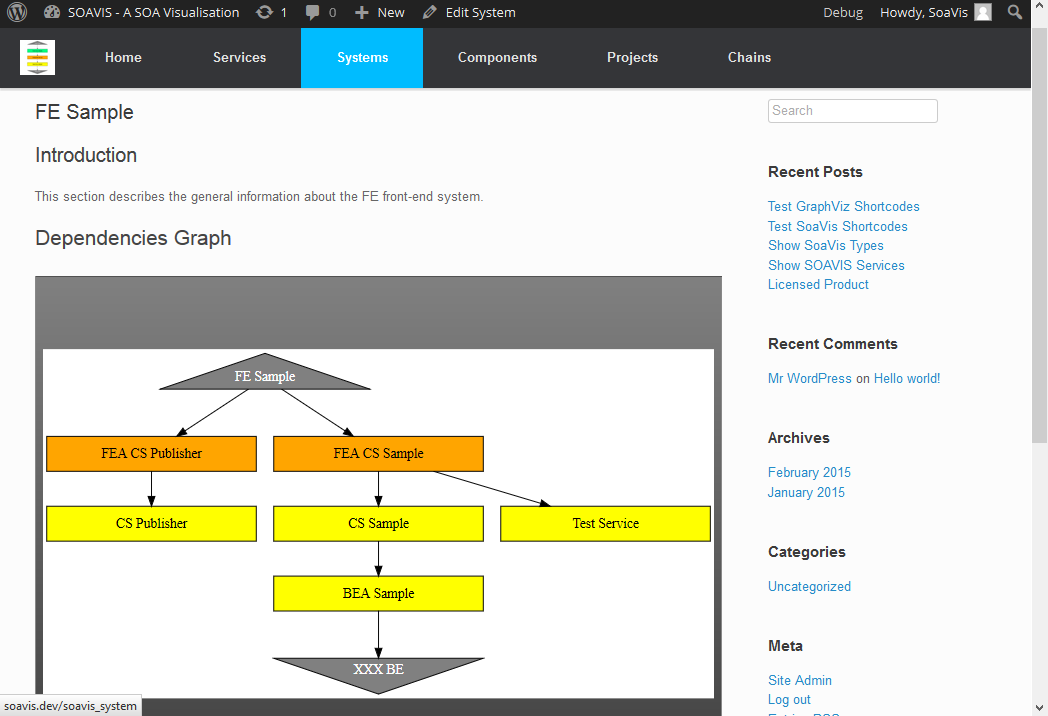 SOAVIS - A SOA Visualisation 1 0 New Edit System Debug Howdy, SoaVis
Home Services Systems Components Projects Chains
FE Sample
Introduction
This section describes the general information about the FE front-end system.
Dependencies Graph
FE Sample
FEA CS Publisher FEA CS Sample
CS Publisher CS Sample Test Service
BEA Sample
XXX BE
Search
Recent Posts
Test GraphViz Shortcodes
Test SoaVis Shortcodes
Show SoaVis Types
Show SOAVIS Services
Licensed Product
Recent Comments
Mr WordPress on Hello world!
Archives
February 2015
January 2015
Categories
Uncategorized
Meta
Site Admin
Log out
soavis.dev/soavis_system